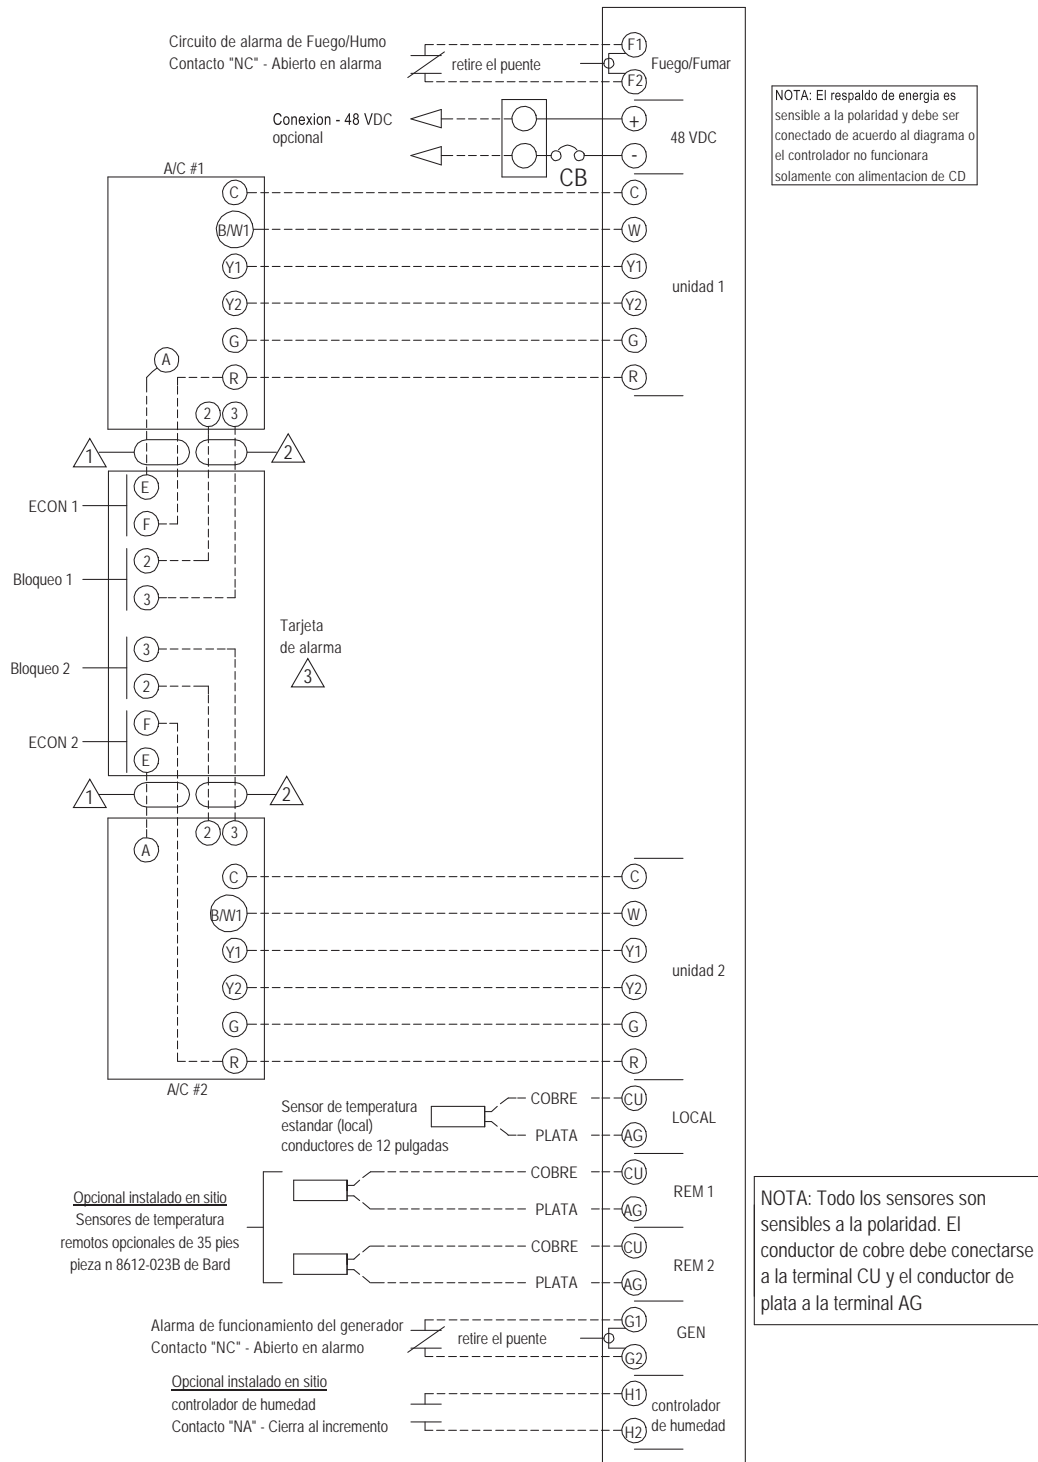 Circuito de alarma de Fuego/Humo
Contacto "NC" - Abierto en alarma
retire el puente
F1
F2
Fuego/Fumar
NOTA: El respaldo de energia es
sensible a la polaridad y debe ser
conectado de acuerdo al diagrama o
el controlador no funcionara
solamente con alimentacion de CD
Conexion - 48 VDC
opcional
CB
+
-
48 VDC
A/C #1
C
B/W1
Y1
Y2
G
R
A
2
3
C
W
Y1
Y2
G
R
unidad 1
1
2
ECON 1
E
F
Bloqueo 1
2
3
Tarjeta
de alarma
3
Bloqueo 2
3
2
ECON 2
F
E
1
2
A
2
3
C
B/W1
Y1
Y2
G
R
A/C #2
C
W
Y1
Y2
G
R
unidad 2
Sensor de temperatura
estandar (local)
conductores de 12 pulgadas
COBRE
PLATA
CU
AG
LOCAL
Opcional instalado en sitio
Sensores de temperatura
remotos opcionales de 35 pies
pieza n 8612-023B de Bard
COBRE
PLATA
CU
AG
REM 1
COBRE
PLATA
CU
AG
REM 2
NOTA: Todo los sensores son
sensibles a la polaridad. El
conductor de cobre debe conectarse
a la terminal CU y el conductor de
plata a la terminal AG
Alarma de funcionamiento del generador
Contacto "NC" - Abierto en alarmo
retire el puente
G1
G2
GEN
Opcional instalado en sitio
controlador de humedad
Contacto "NA" - Cierra al incremento
H1
H2
controlador
de humedad